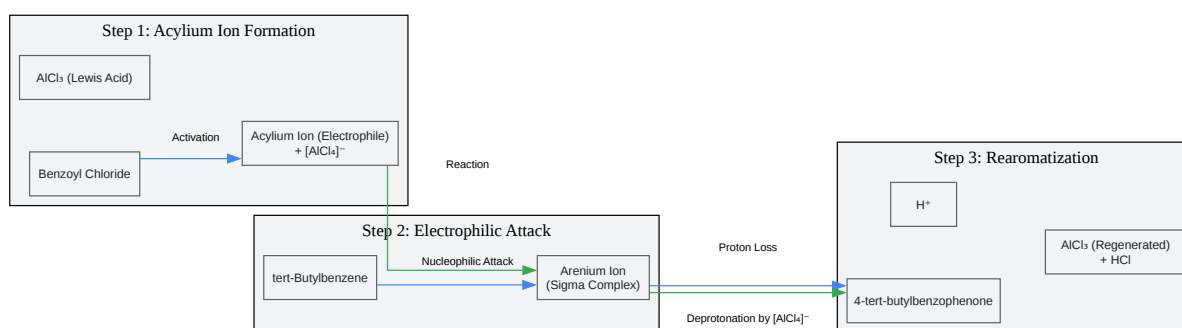 Step 1: Acylium Ion Formation
AlCl₃ (Lewis Acid)
Activation
Acylium Ion (Electrophile)
+ [AlCl₄]⁻
Benzoyl Chloride
Reaction
Step 2: Electrophilic Attack
Nucleophilic Attack
tert-Butylbenzene
Arenium Ion
(Sigma Complex)
Proton Loss
Deprotonation by [AlCl₄]⁻
Step 3: Rearomatization
H⁺
AlCl₃ (Regenerated)
+ HCl
4-tert-butylbenzophenone